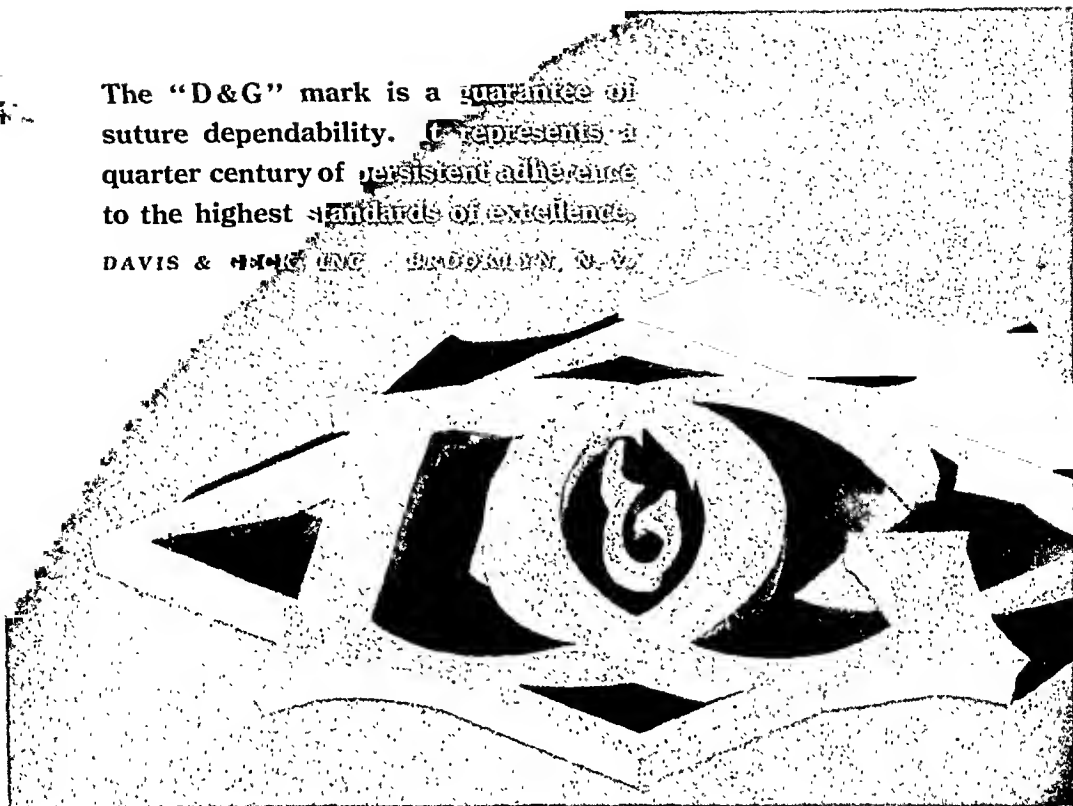 The “D&G” mark is a guarantee of
suture dependability. It represents a
quarter century of persistent adherence
to the highest standards of excellence.
DAVIS & GECK INC · BROOKLYN, N. Y.